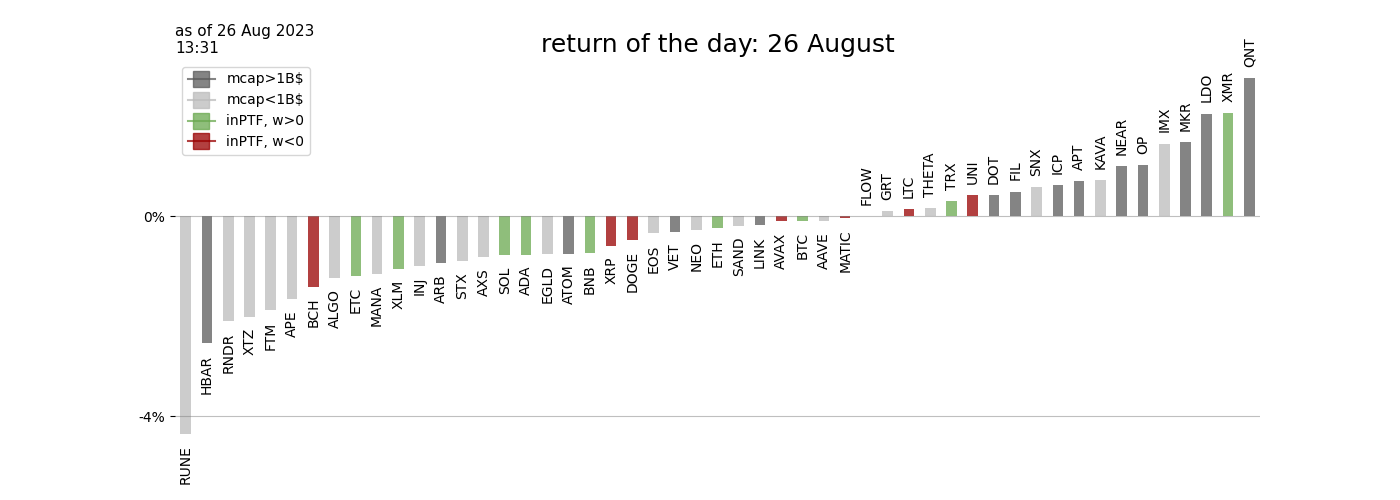 as of 26 Aug 2023
13:31
return of the day: 26 August
mcap>1B$
mcap<1B$
inPTF, w>0
inPTF, w<0
0%
-4%
RUNE
HBAR
RNDR
XTZ
FTM
APE
BCH
ALGO
ETC
MANA
XLM
INJ
ARB
STX
AXS
SOL
ADA
EGLD
ATOM
BNB
XRP
DOGE
EOS
VET
NEO
ETH
SAND
LINK
AVAX
BTC
AAVE
MATIC
FLOW
GRT
LTC
THETA
TRX
UNI
DOT
FIL
SNX
ICP
APT
KAVA
NEAR
OP
IMX
MKR
LDO
XMR
QNT